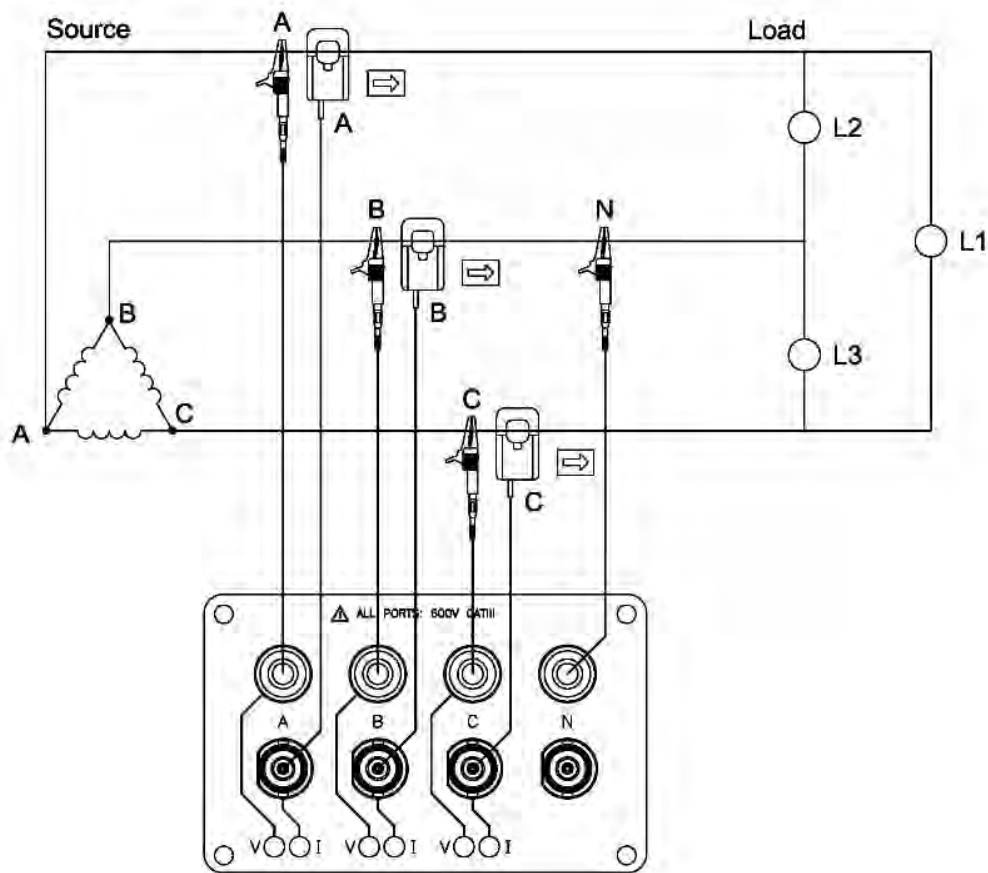 Source
A
Load
A
L2
B
N
L1
B
B
L3
C
A
C
C
⚠ ALL PORTS: 600V CATIII
A B C N
V I V I V I